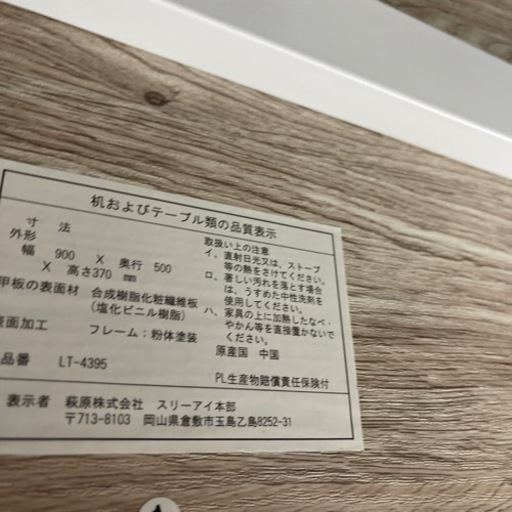 机およびテーブル類の品質表示
寸法
外形
幅 900 X 奥行 500
X 高さ370 mm
甲板の表面材 合成樹脂化粧繊維板
(塩化ビニル樹脂)
表面加工 フレーム:粉体塗装
品番 LT-4395
取扱い上の注意
イ、直射日光又は、ストーブ
等の熱をさけてください。
ロ、著しい汚れを落とす場合
は、うすめた中性洗剤を
使用してください。
ハ、家具の上に加熱したなべ・
やかん等を直接置かないで
ください。
原産国 中国
PL生産物賠償責任保険付
表示者 萩原株式会社 スリーアイ本部
〒713-8103 岡山県倉敷市玉島乙島8252-31